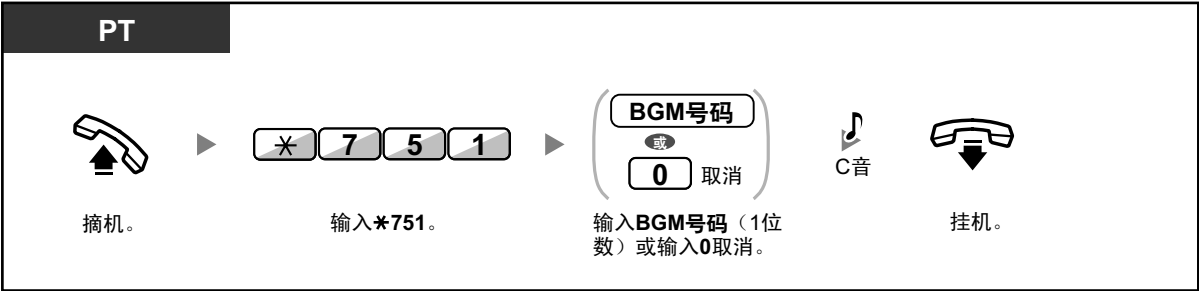 PT
✕ 7 5 1
BGM号码
或
0 取消
C音
摘机。
输入✕751。
输入BGM号码（1位
数）或输入0取消。
挂机。